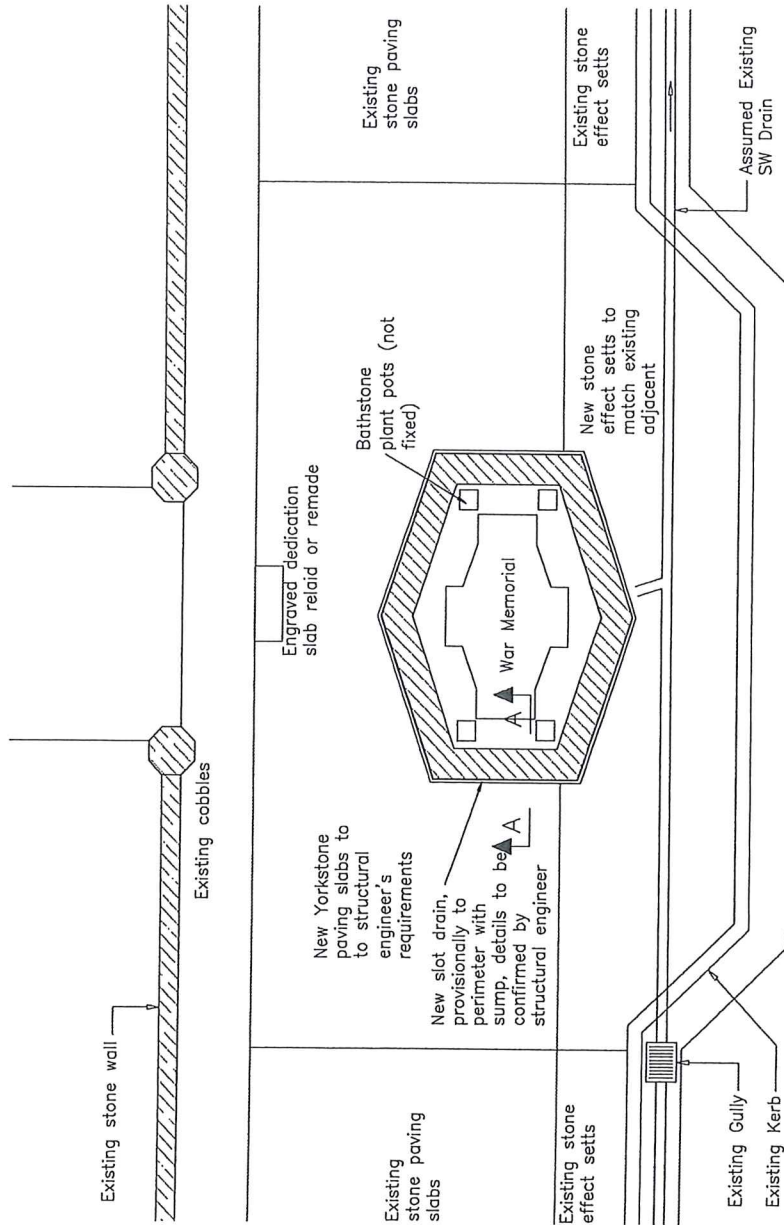 Existing stone wall
Existing cobbles
Existing
stone paving
slabs
Engraved dedication
slab relaid or remade
Existing
stone paving
slabs
New Yorkstone
paving slabs to
to structural
engineer's
requirements
New slot drain,
provisionally to
perimeter with
sump, details to be
confirmed by
structural engineer
A
A
War Memorial
Bathstone
plant pots (not
fixed)
Existing stone
effect setts
New stone
effect setts to
match existing
adjacent
Existing stone
effect setts
Existing Gully
Existing Kerb
Assumed Existing
SW Drain